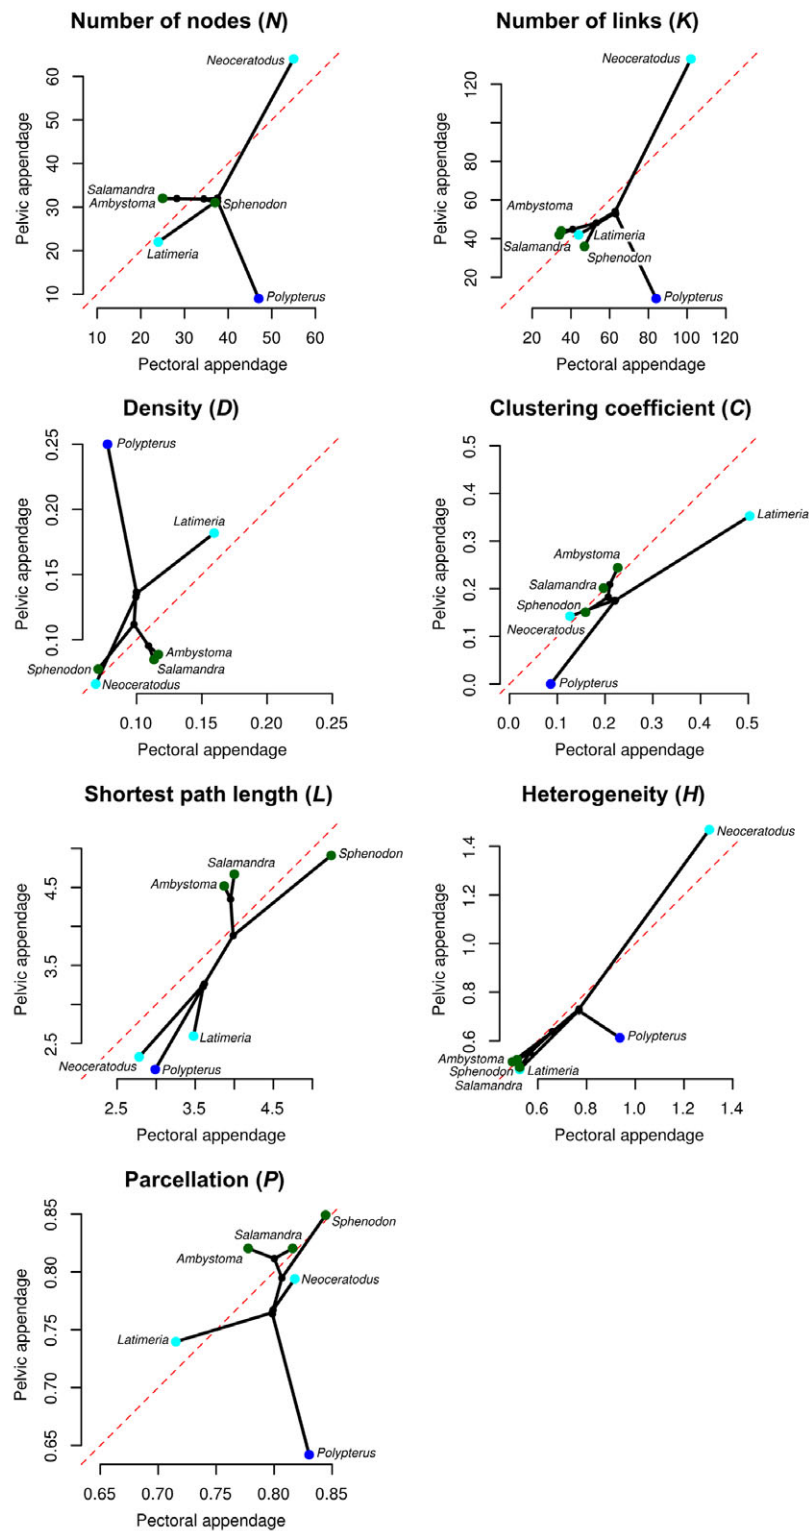 Number of nodes (N)
Pelvic appendage
60
50
40
30
20
10
Neoceratodus
Salamandra
Ambystoma
Sphenodon
Latimeria
Polypterus
10 20 30 40 50 60
Pectoral appendage
Number of links (K)
Pelvic appendage
120
80
60
40
20
Neoceratodus
Ambystoma
Latimeria
Salamandra
Sphenodon
Polypterus
20 40 60 80 100 120
Pectoral appendage
Density (D)
Pelvic appendage
0.25
0.20
0.15
0.10
Polypterus
Latimeria
Ambystoma
Sphenodon
Salamandra
Neoceratodus
0.10 0.15 0.20 0.25
Pectoral appendage
Clustering coefficient (C)
Pelvic appendage
0.5
0.4
0.3
0.2
0.1
0.0
Latimeria
Ambystoma
Salamandra
Sphenodon
Neoceratodus
Polypterus
0.0 0.1 0.2 0.3 0.4 0.5
Pectoral appendage
Shortest path length (L)
Pelvic appendage
4.5
3.5
2.5
Sphenodon
Salamandra
Ambystoma
Latimeria
Neoceratodus
Polypterus
2.5 3.5 4.5
Pectoral appendage
Heterogeneity (H)
Pelvic appendage
1.4
1.2
1.0
0.8
0.6
Neoceratodus
Polypterus
Ambystoma
Sphenodon
Latimeria
Salamandra
0.6 0.8 1.0 1.2 1.4
Pectoral appendage
Parcellation (P)
Pelvic appendage
0.85
0.80
0.75
0.70
0.65
Sphenodon
Salamandra
Ambystoma
Neoceratodus
Latimeria
Polypterus
0.65 0.70 0.75 0.80 0.85
Pectoral appendage